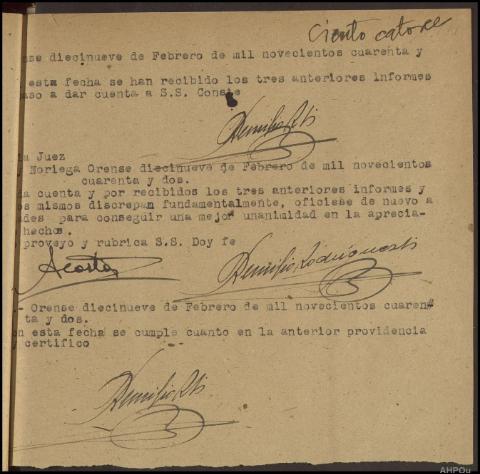 Ciento catorce
nse diecinueve de Febrero de mil novecientos cuarenta y
esta fecha se han recibido los tres anteriores informes
aso a dar cuenta a S.S. Conste
a Juez
Noriega Orense diecinueve de Febrero de mil novecientos
cuarenta y dos.
a cuenta y por recibidos los tres anteriores informes y
s mismos discrepan fundamentalmente, oficiese de nuevo a
des para conseguir una mejor unanimidad en la aprecia-
hechos.
proveyo y rubrica S.S. Doy fe
Acosta
- Orense diecinueve de Febrero de mil novecientos cuaren
ta y dos.
n esta fecha se cumple cuanto en la anterior providencia
y certifico
AHPOu